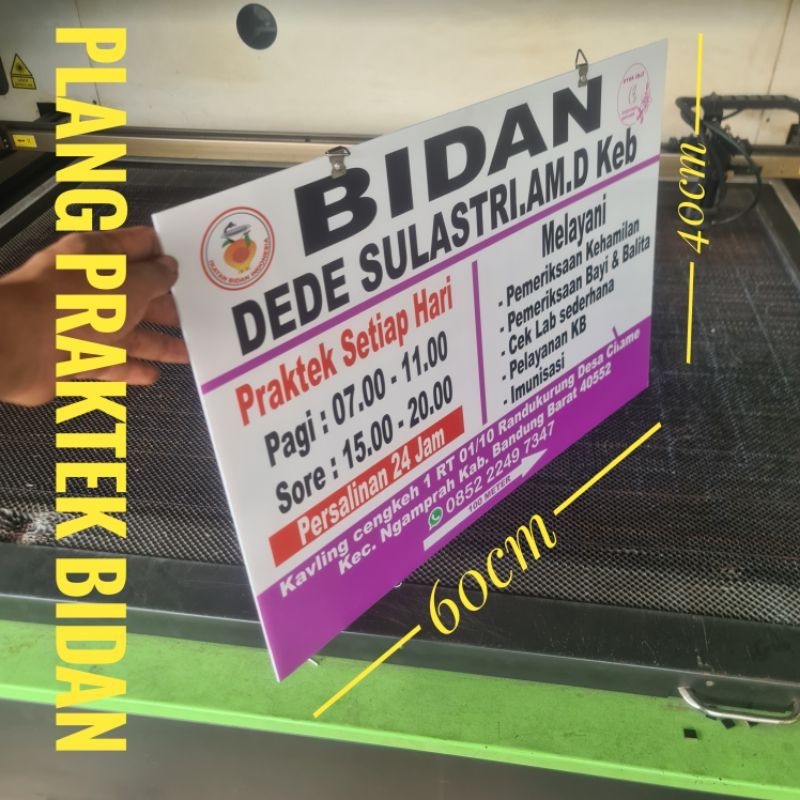 PLANG PRAKTEK BIDAN
BIDAN
DEDE SULASTRI.AM.D Keb
IKATAN BIDAN INDONESIA
Praktek Setiap Hari
Pagi : 07.00 - 11.00
Sore : 15.00 - 20.00
Persalinan 24 Jam
Melayani
- Pemeriksaan Kehamilan
- Pemeriksaan Bayi & Balita
- Cek Lab sederhana
- Pelayanan KB
- Imunisasi
Kavling cengkeh 1 RT 01/10 Randukurung Desa Cilame
Kec. Ngamprah Kab. Bandung Barat 40552
0852 2249 7347
100 METER
40cm
60cm